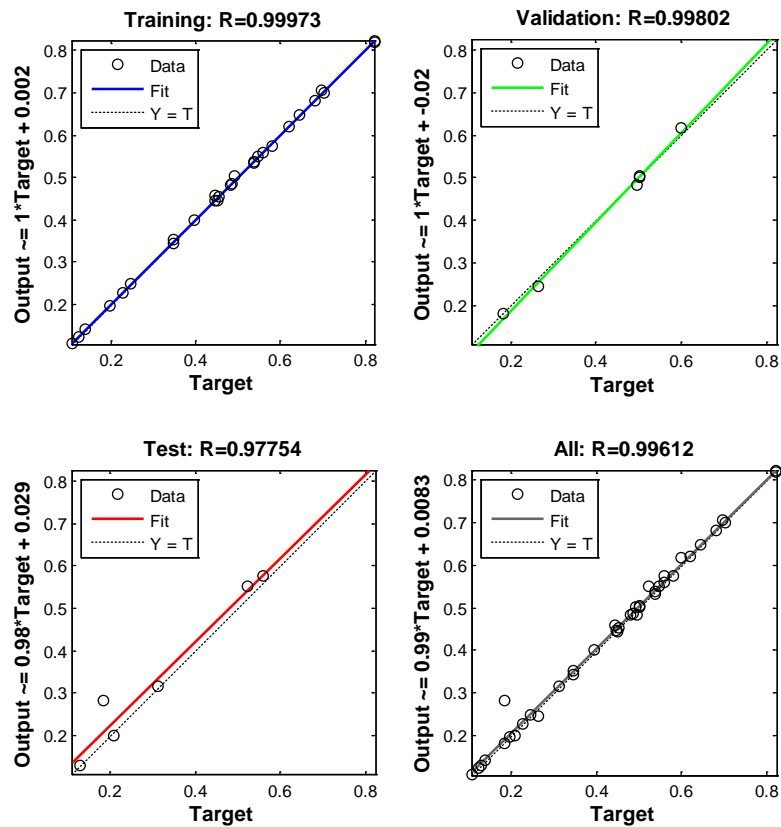 Training: R=0.99973
Output ~= 1*Target + 0.002
0.8
0.7
0.6
0.5
0.4
0.3
0.2
Data
Fit
Y = T
0.2
0.4
0.6
0.8
Target
Validation: R=0.99802
Output ~= 1*Target + -0.02
0.8
0.7
0.6
0.5
0.4
0.3
0.2
Data
Fit
Y = T
0.2
0.4
0.6
0.8
Target
Test: R=0.97754
Output ~= 0.98*Target + 0.029
0.8
0.7
0.6
0.5
0.4
0.3
0.2
Data
Fit
Y = T
0.2
0.4
0.6
0.8
Target
All: R=0.99612
Output ~= 0.99*Target + 0.0083
0.8
0.7
0.6
0.5
0.4
0.3
0.2
Data
Fit
Y = T
0.2
0.4
0.6
0.8
Target